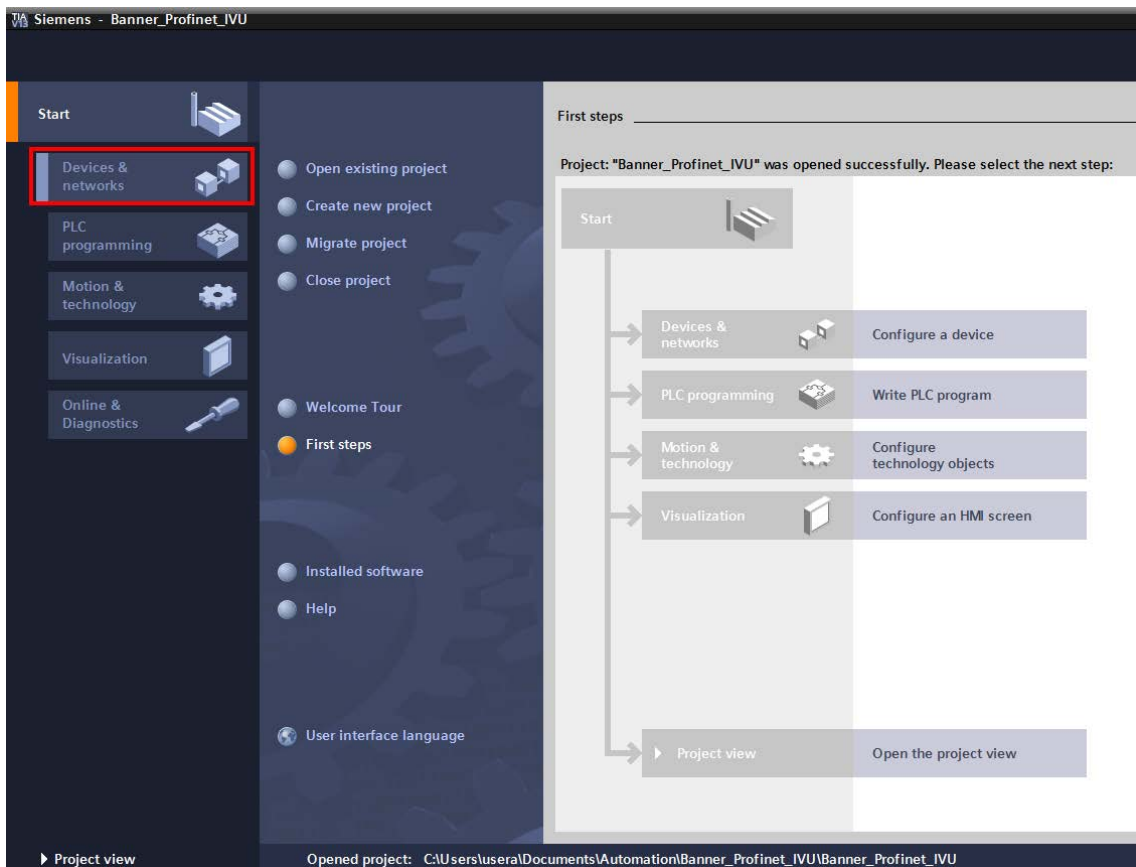 TIA
V13
Siemens - Banner_Profinet_IVU
Start
Devices &
networks
PLC
programming
Motion &
technology
Visualization
Online &
Diagnostics
Open existing project
Create new project
Migrate project
Close project
Welcome Tour
First steps
Installed software
Help
User interface language
First steps
Project: "Banner_Profinet_IVU" was opened successfully. Please select the next step:
Start
Devices &
networks
Configure a device
PLC programming
Write PLC program
Motion &
technology
Configure
technology objects
Visualization
Configure an HMI screen
Project view
Open the project view
Project view
Opened project: C:\Users\usera\Documents\Automation\Banner_Profinet_IVU\Banner_Profinet_IVU